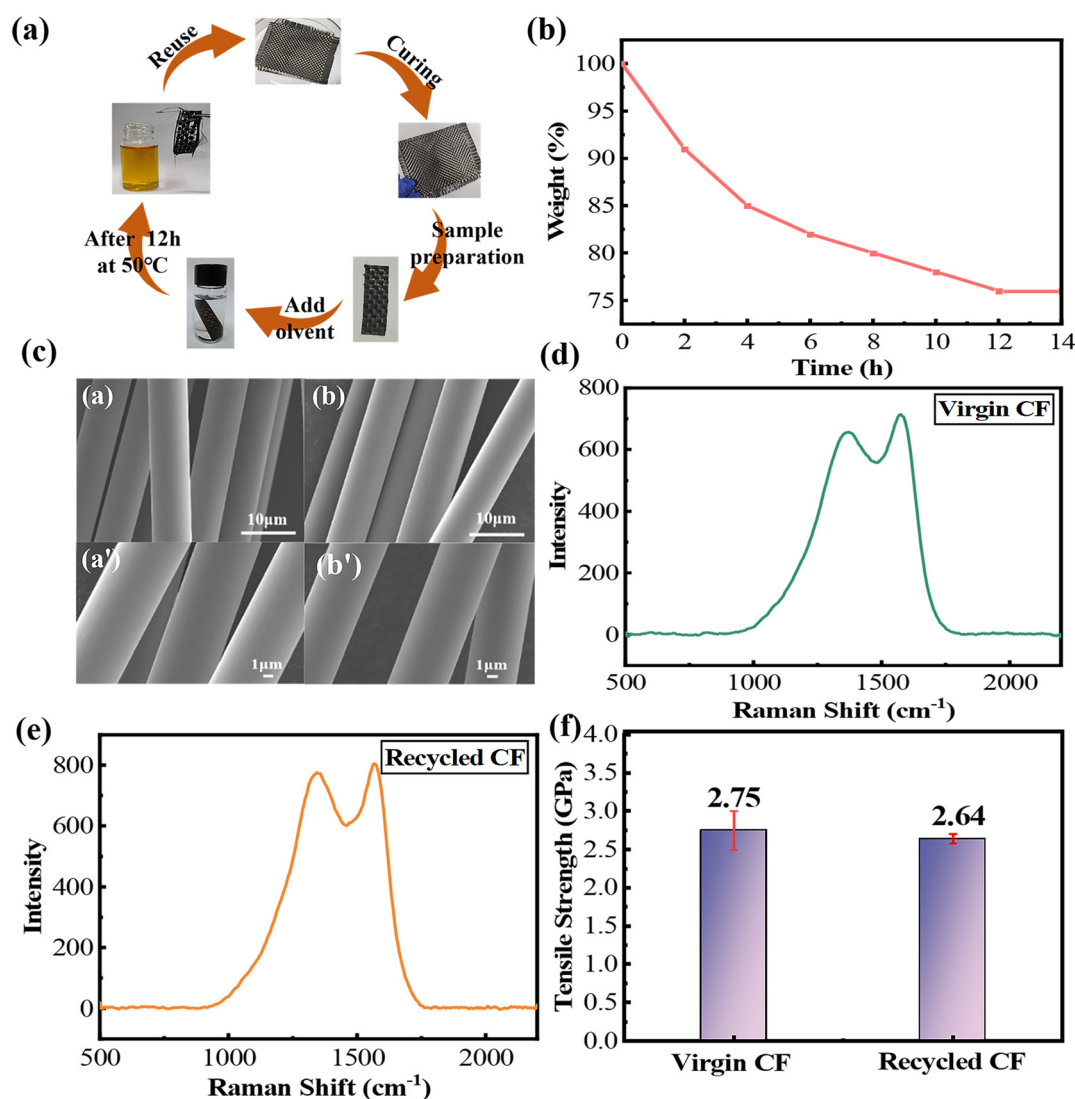 (a)
Reuse
Curing
Sample
preparation
Add
olvent
After 12h
at 50℃
(b)
100
95
90
85
80
75
Weight (%)
0 2 4 6 8 10 12 14
Time (h)
(c)
(a)
10μm
(b)
10μm
(a')
1μm
(b')
1μm
(d)
Virgin CF
800
600
400
200
0
Intensity
500 1000 1500 2000
Raman Shift (cm⁻¹)
(e)
Recycled CF
800
600
400
200
0
Intensity
500 1000 1500 2000
Raman Shift (cm⁻¹)
(f)
4.0
3.5
3.0
2.5
2.0
1.5
1.0
0.5
0.0
Tensile Strength (GPa)
2.75
2.64
Virgin CF
Recycled CF